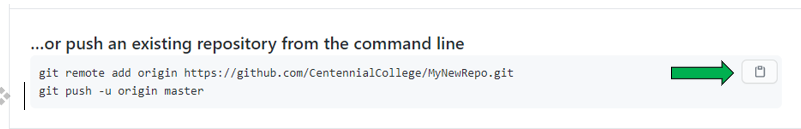 ...or push an existing repository from the command line
git remote add origin https://github.com/CentennialCollege/MyNewRepo.git
git push -u origin master